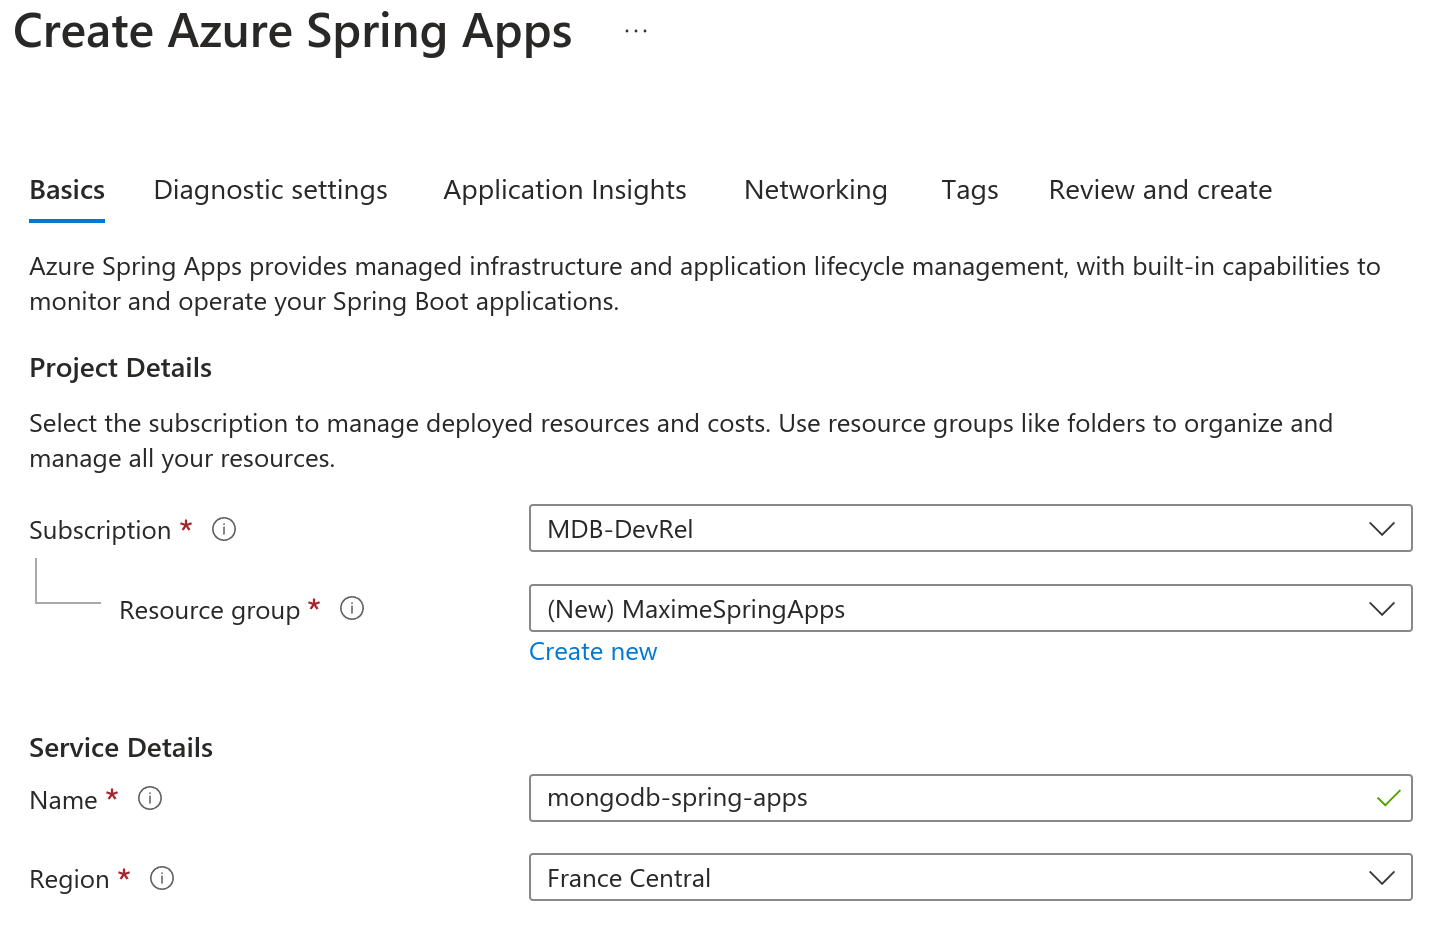 Create Azure Spring Apps ...
Basics Diagnostic settings Application Insights Networking Tags Review and create
Azure Spring Apps provides managed infrastructure and application lifecycle management, with built-in capabilities to
monitor and operate your Spring Boot applications.
Project Details
Select the subscription to manage deployed resources and costs. Use resource groups like folders to organize and
manage all your resources.
Subscription * MDB-DevRel
Resource group * (New) MaximeSpringApps
Create new
Service Details
Name * mongodb-spring-apps
Region * France Central